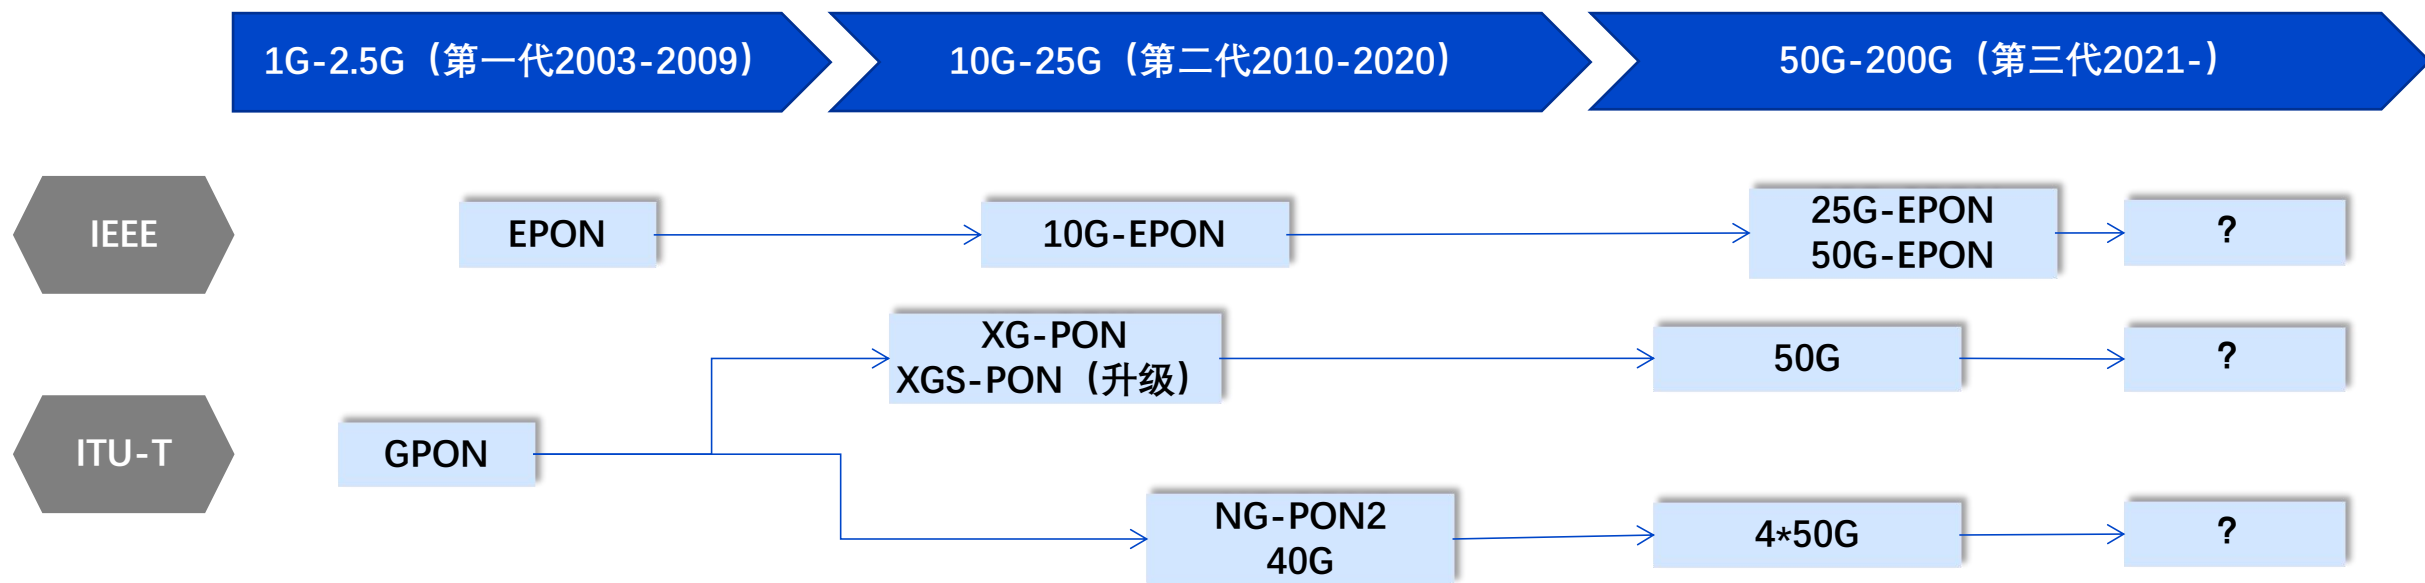 1G-2.5G（第一代2003-2009）
10G-25G（第二代2010-2020）
50G-200G（第三代2021-）
IEEE
EPON
10G-EPON
25G-EPON
50G-EPON
?
XG-PON
XGS-PON（升级）
50G
?
ITU-T
GPON
NG-PON2
40G
4*50G
?